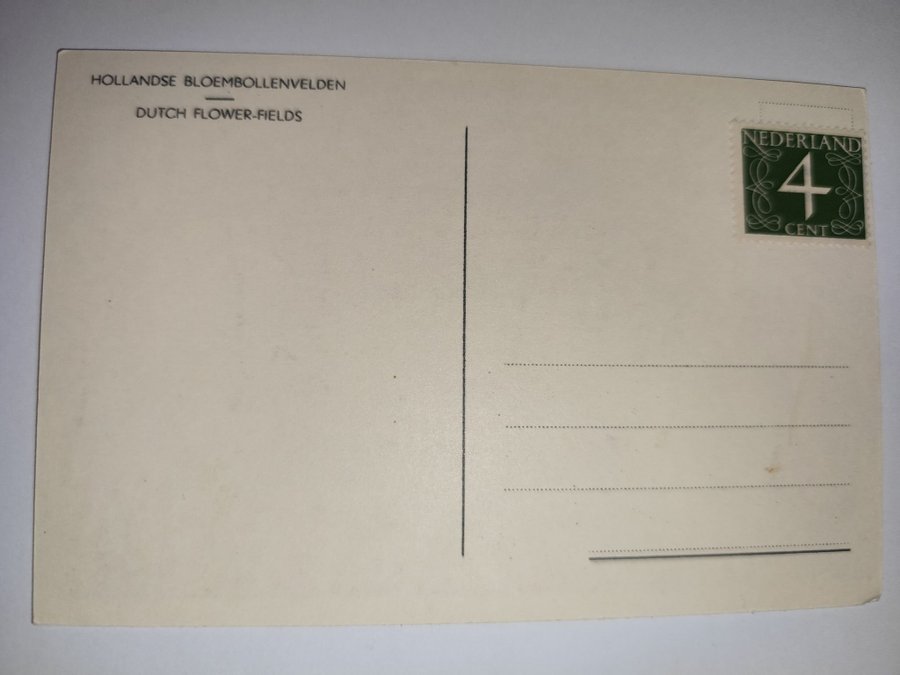 HOLLANDSE BLOEMBOLLENVELDEN
DUTCH FLOWER-FIELDS
NEDERLAND
4
CENT